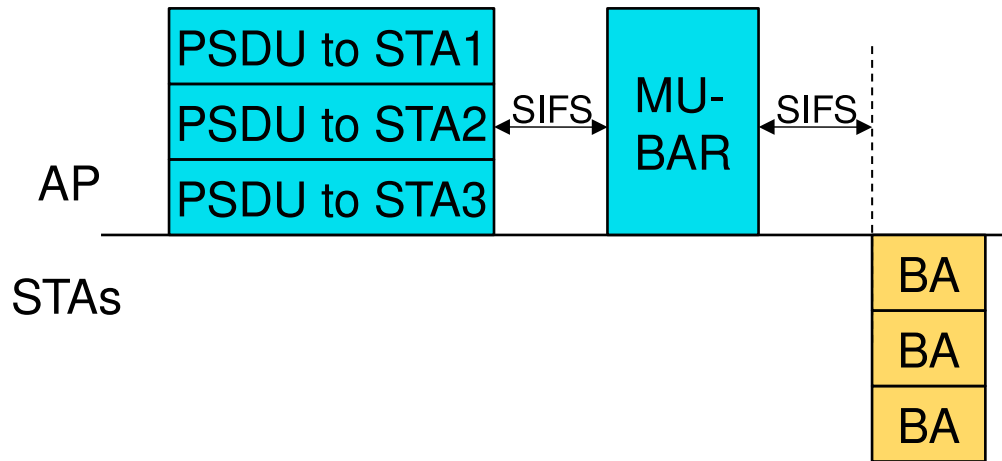 PSDU to STA1
PSDU to STA2
PSDU to STA3
SIFS
MU-
BAR
SIFS
AP
STAs
BA
BA
BA